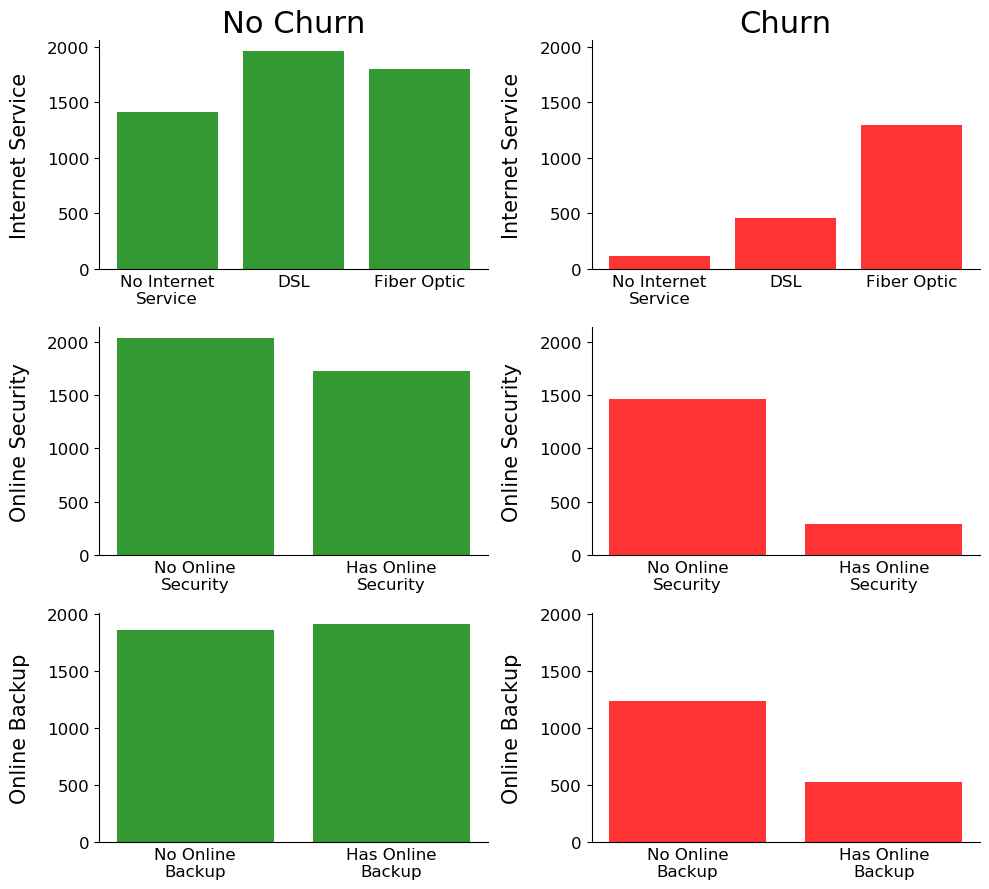 No Churn
Churn
Internet Service
2000
1500
1000
500
0
No Internet
Service
DSL
Fiber Optic
Internet Service
2000
1500
1000
500
0
No Internet
Service
DSL
Fiber Optic
Online Security
2000
1500
1000
500
0
No Online
Security
Has Online
Security
Online Security
2000
1500
1000
500
0
No Online
Security
Has Online
Security
Online Backup
2000
1500
1000
500
0
No Online
Backup
Has Online
Backup
Online Backup
2000
1500
1000
500
0
No Online
Backup
Has Online
Backup